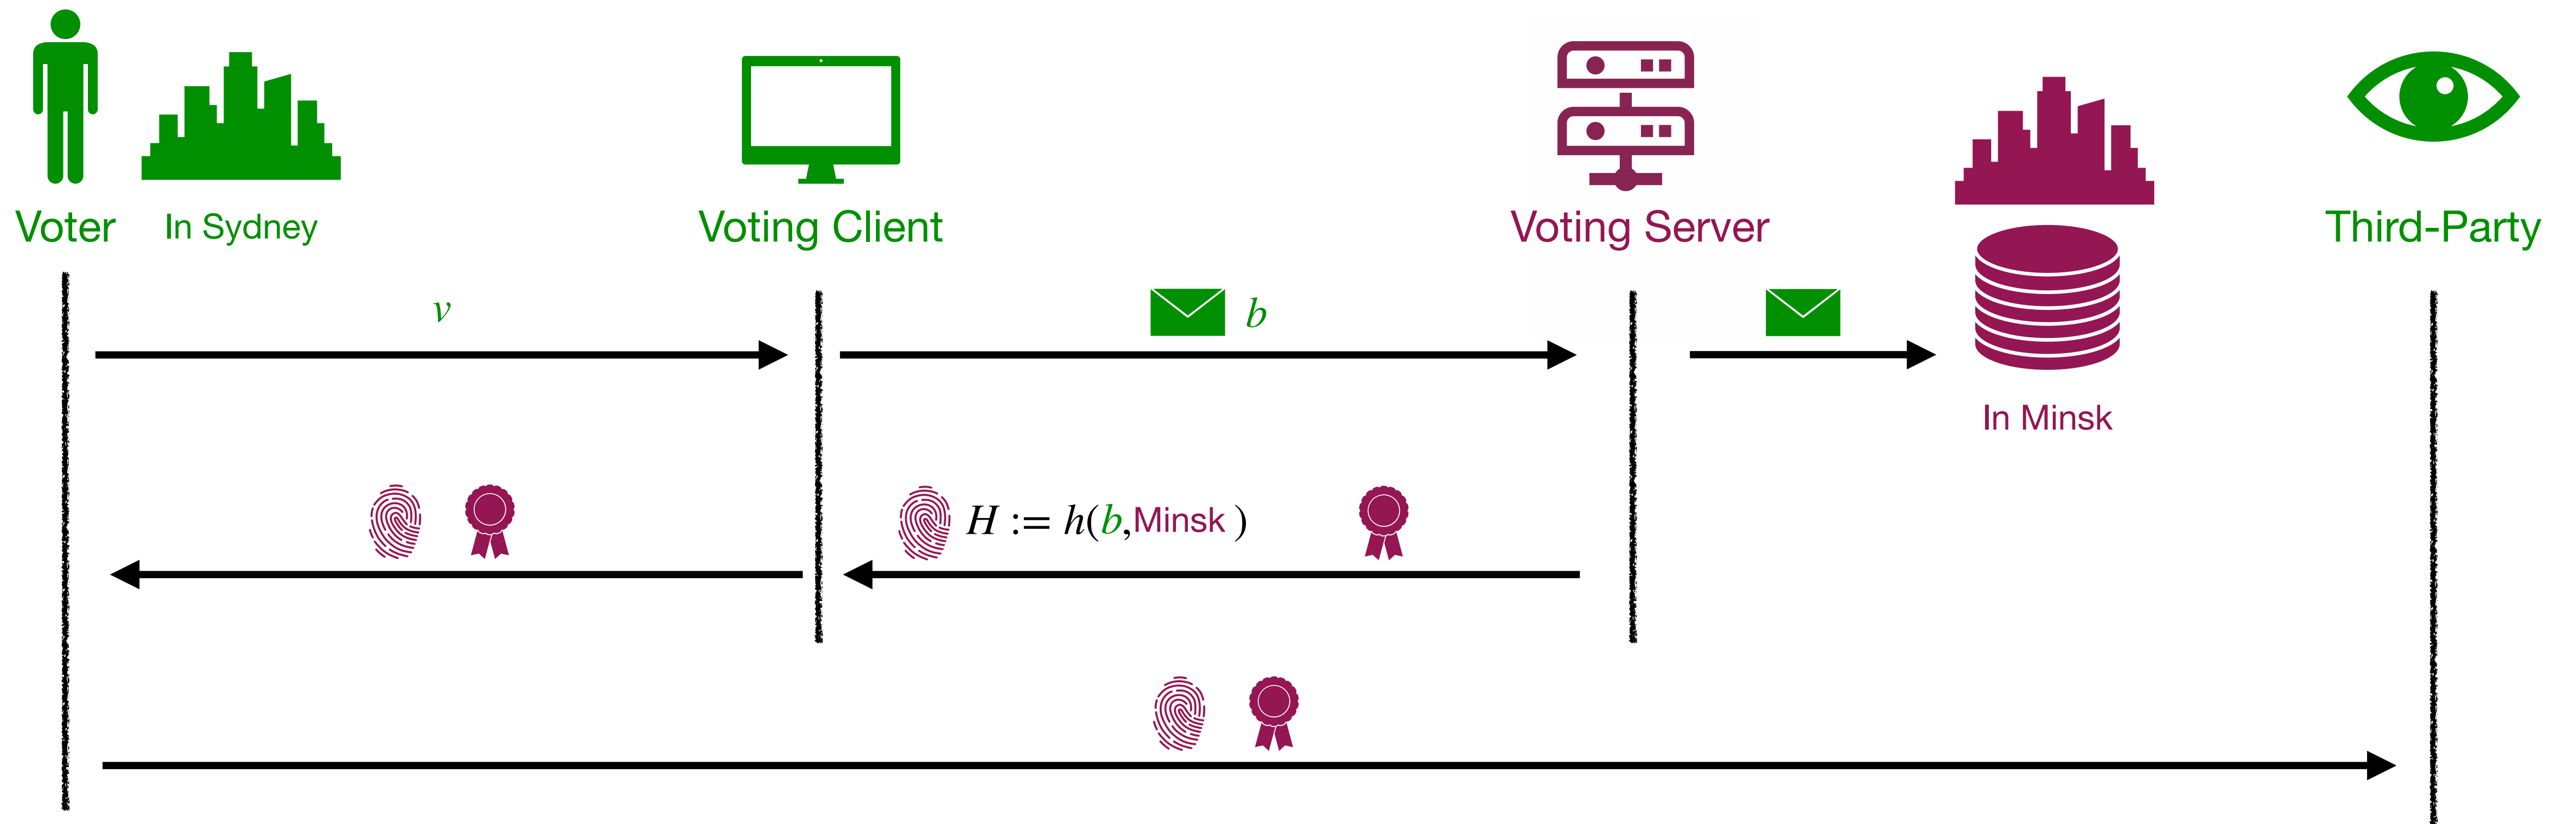 Voter
In Sydney
Voting Client
Voting Server
Third-Party
v
b
In Minsk
H := h(b,Minsk )